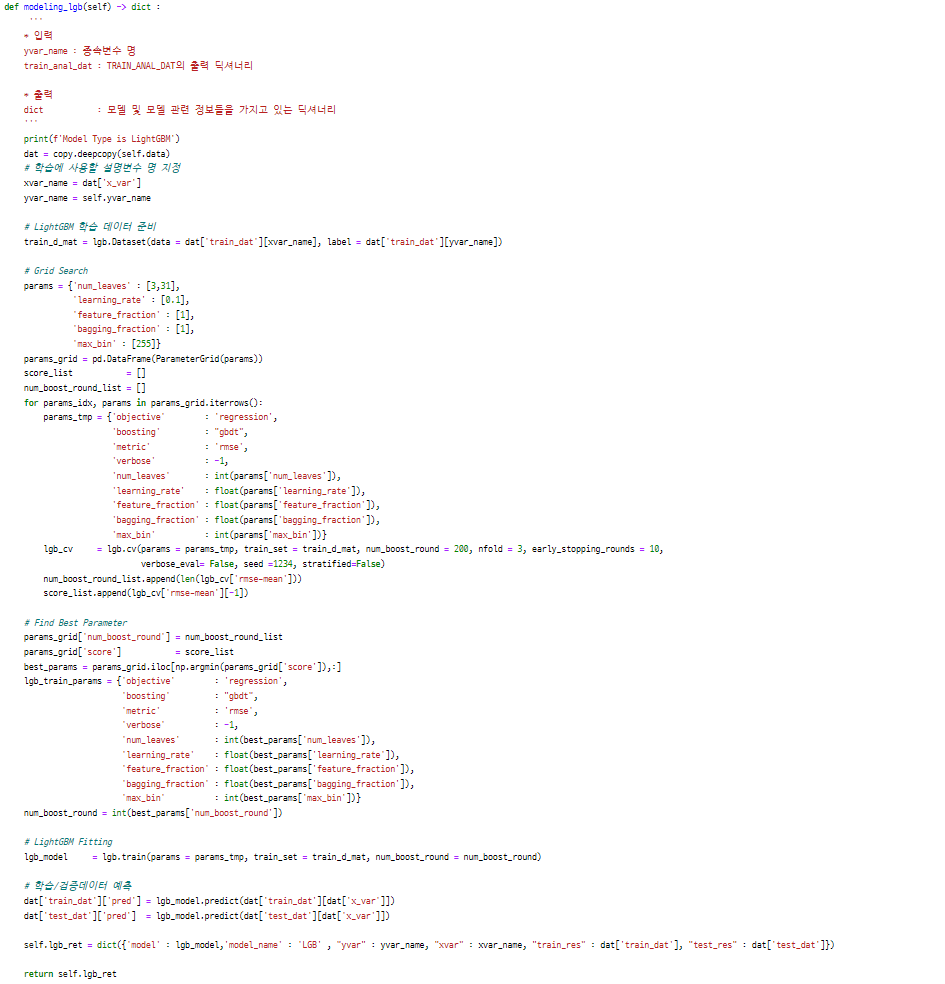 def modeling_lgb(self) -> dict :
'''
* 입력
yvar_name : 종속변수 명
train_anal_dat : TRAIN_ANAL_DAT의 출력 딕셔너리
* 출력
dict : 모델 및 모델 관련 정보들을 가지고 있는 딕셔너리
'''
print(f'Model Type is LightGBM')
dat = copy.deepcopy(self.data)
# 학습에 사용할 설명변수 명 지정
xvar_name = dat['x_var']
yvar_name = self.yvar_name
# LightGBM 학습 데이터 준비
train_d_mat = lgb.Dataset(data = dat['train_dat'][xvar_name], label = dat['train_dat'][yvar_name])
# Grid Search
params = {'num_leaves' : [3,31],
'learning_rate' : [0.1],
'feature_fraction' : [1],
'bagging_fraction' : [1],
'max_bin' : [255]}
params_grid = pd.DataFrame(ParameterGrid(params))
score_list = []
num_boost_round_list = []
for params_idx, params in params_grid.iterrows():
params_tmp = {'objective' : 'regression',
'boosting' : "gbdt",
'metric' : 'rmse',
'verbose' : -1,
'num_leaves' : int(params['num_leaves']),
'learning_rate' : float(params['learning_rate']),
'feature_fraction' : float(params['feature_fraction']),
'bagging_fraction' : float(params['bagging_fraction']),
'max_bin' : int(params['max_bin'])}
lgb_cv = lgb.cv(params = params_tmp, train_set = train_d_mat, num_boost_round = 200, nfold = 3, early_stopping_rounds = 10,
verbose_eval= False, seed =1234, stratified=False)
num_boost_round_list.append(len(lgb_cv['rmse-mean']))
score_list.append(lgb_cv['rmse-mean'][-1])
# Find Best Parameter
params_grid['num_boost_round'] = num_boost_round_list
params_grid['score'] = score_list
best_params = params_grid.iloc[np.argmin(params_grid['score']),:]
lgb_train_params = {'objective' : 'regression',
'boosting' : "gbdt",
'metric' : 'rmse',
'verbose' : -1,
'num_leaves' : int(best_params['num_leaves']),
'learning_rate' : float(best_params['learning_rate']),
'feature_fraction' : float(best_params['feature_fraction']),
'bagging_fraction' : float(best_params['bagging_fraction']),
'max_bin' : int(best_params['max_bin'])}
num_boost_round = int(best_params['num_boost_round'])
# LightGBM Fitting
lgb_model = lgb.train(params = params_tmp, train_set = train_d_mat, num_boost_round = num_boost_round)
# 학습/검증데이터 예측
dat['train_dat']['pred'] = lgb_model.predict(dat['train_dat'][dat['x_var']])
dat['test_dat']['pred'] = lgb_model.predict(dat['test_dat'][dat['x_var']])
self.lgb_ret = dict({'model' : lgb_model,'model_name' : 'LGB' , "yvar" : yvar_name, "xvar" : xvar_name, "train_res" : dat['train_dat'], "test_res" : dat['test_dat']})
return self.lgb_ret